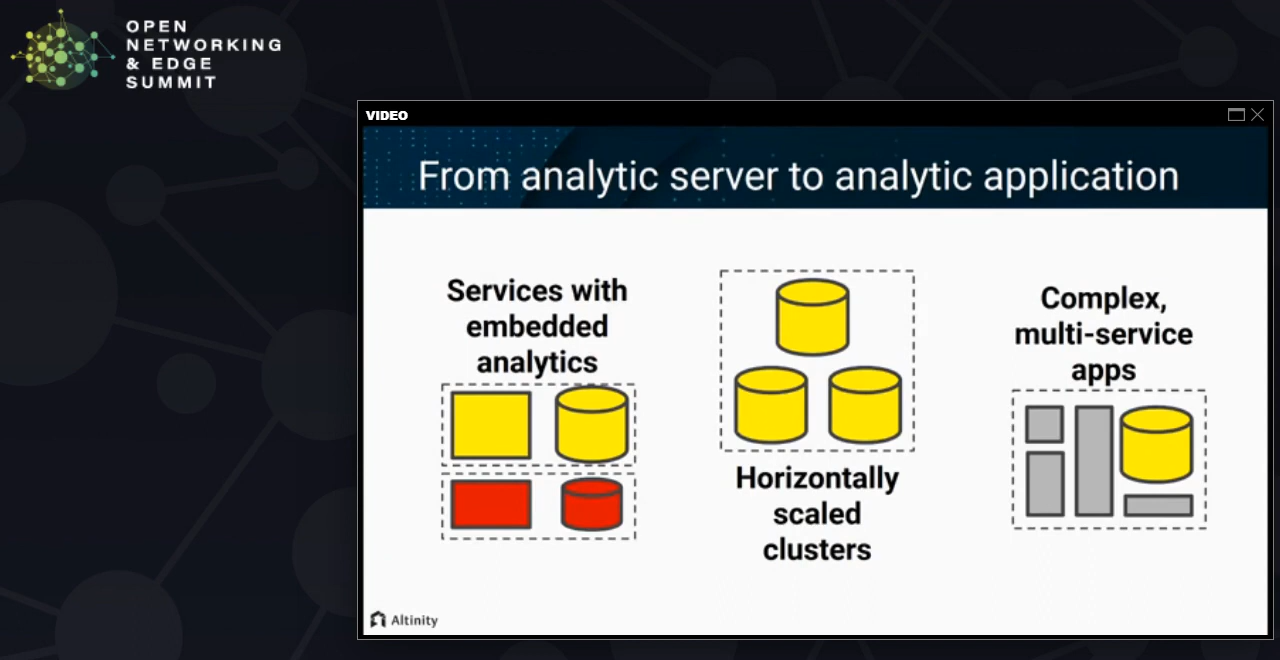 OPEN
NETWORKING
& EDGE
SUMMIT
VIDEO
From analytic server to analytic application
Services with
embedded
analytics
Horizontally
scaled
clusters
Complex,
multi-service
apps
Altinity